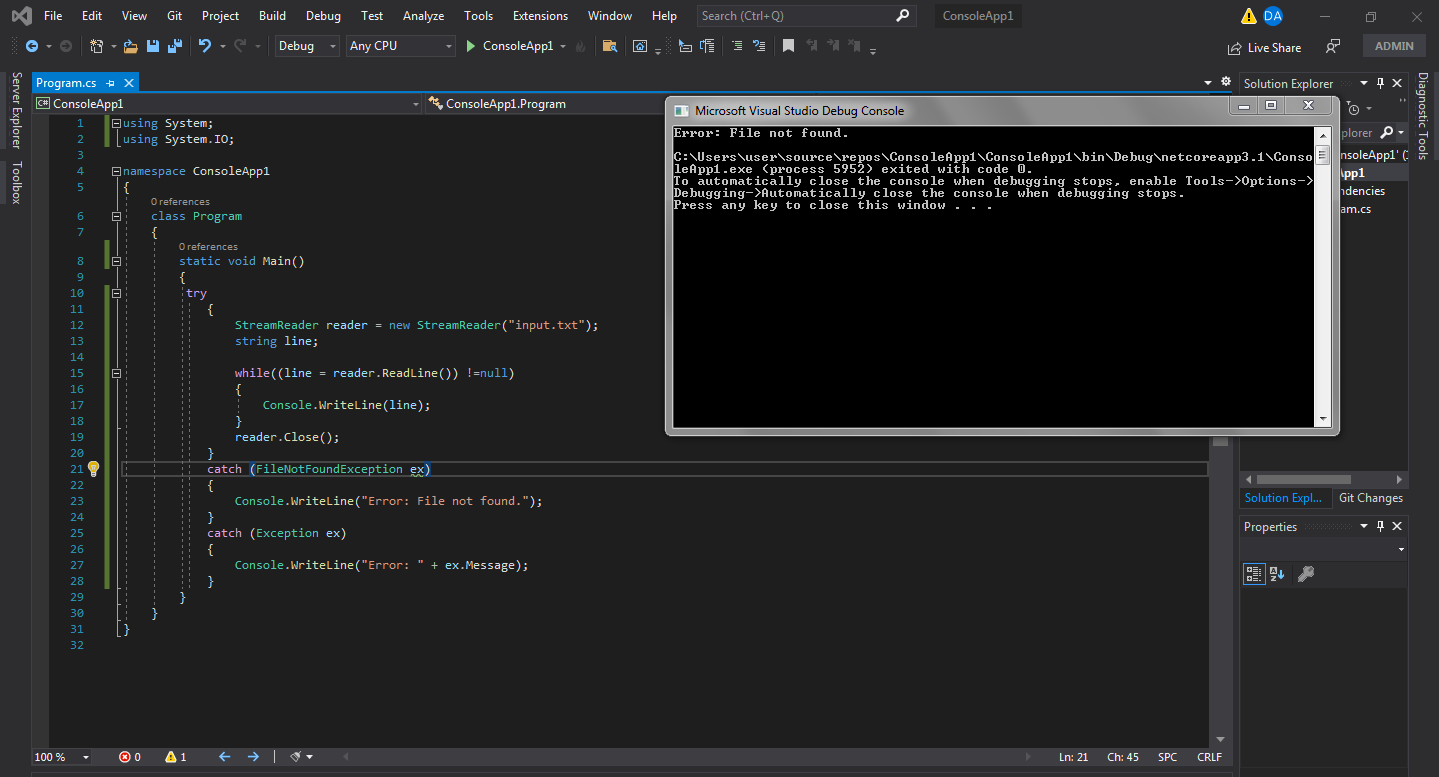 File Edit View Git Project Build Debug Test Analyze Tools Extensions Window Help Search (Ctrl+Q) ConsoleApp1 DA
Debug Any CPU ConsoleApp1 Live Share ADMIN
Server Explorer
Toolbox
Program.cs
C# ConsoleApp1 ConsoleApp1.Program
1 using System;
2 using System.IO;
3
4 namespace ConsoleApp1
5 {
0 references
6 class Program
7 {
0 references
8 static void Main()
9 {
10 try
11 {
12 StreamReader reader = new StreamReader("input.txt");
13 string line;
14
15 while((line = reader.ReadLine()) !=null)
16 {
17 Console.WriteLine(line);
18 }
19 reader.Close();
20 }
21 catch (FileNotFoundException ex)
22 {
23 Console.WriteLine("Error: File not found.");
24 }
25 catch (Exception ex)
26 {
27 Console.WriteLine("Error: " + ex.Message);
28 }
29 }
30 }
31 }
32
Microsoft Visual Studio Debug Console
Error: File not found.
C:\Users\user\source\repos\ConsoleApp1\ConsoleApp1\bin\Debug\netcoreapp3.1\Conso
leApp1.exe (process 5952) exited with code 0.
To automatically close the console when debugging stops, enable Tools->Options->
Debugging->Automatically close the console when debugging stops.
Press any key to close this window . . .
Solution Explorer
plorer
nsoleApp1' (1
App1
ndencies
am.cs
Solution Expl... Git Changes
Properties
Diagnostic Tools
100 % 0 1 Ln: 21 Ch: 45 SPC CRLF